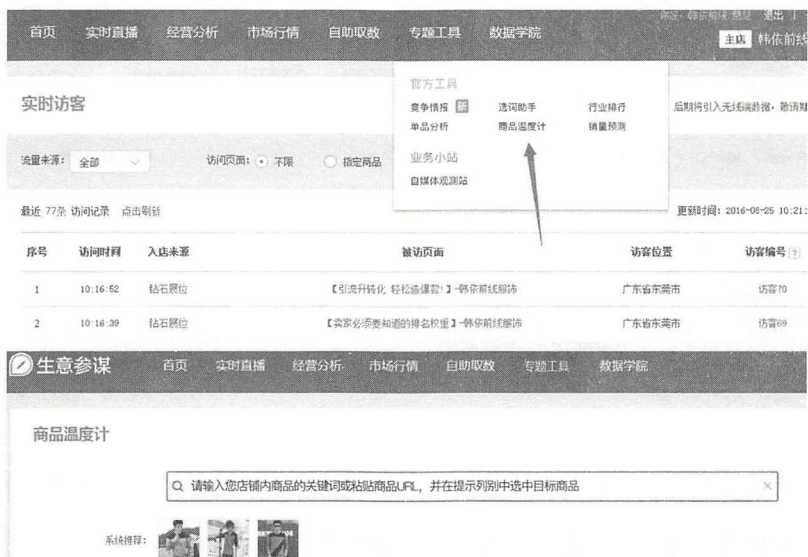 您好，韩依前线 退出
首页 实时直播 经营分析 市场行情 自助取数 专题工具 数据学院
主店 韩依前线
官方工具
竞争情报 新 选词助手 行业排行
单品分析 商品温度计 销量预测
业务小站
自媒体观测站
实时访客
后期将引入无线端数据，敬请期
流量来源： 全部 访问页面： 不限 指定商品
最近 77条 访问记录 点击刷新
更新时间：2016-08-25 10:21:
序号 访问时间 入店来源 被访页面 访客位置 访客编号 ?
1 10:16:52 钻石展位 【引流升转化 轻松造爆款!】-韩依前线服饰 广东省东莞市 访客70
2 10:16:39 钻石展位 【卖家必须要知道的排名权重】-韩依前线服饰 广东省东莞市 访客69
生意参谋 首页 实时直播 经营分析 市场行情 自助取数 专题工具 数据学院
商品温度计
请输入您店铺内商品的关键词或粘贴商品URL，并在提示列别中选中目标商品
系统推荐：